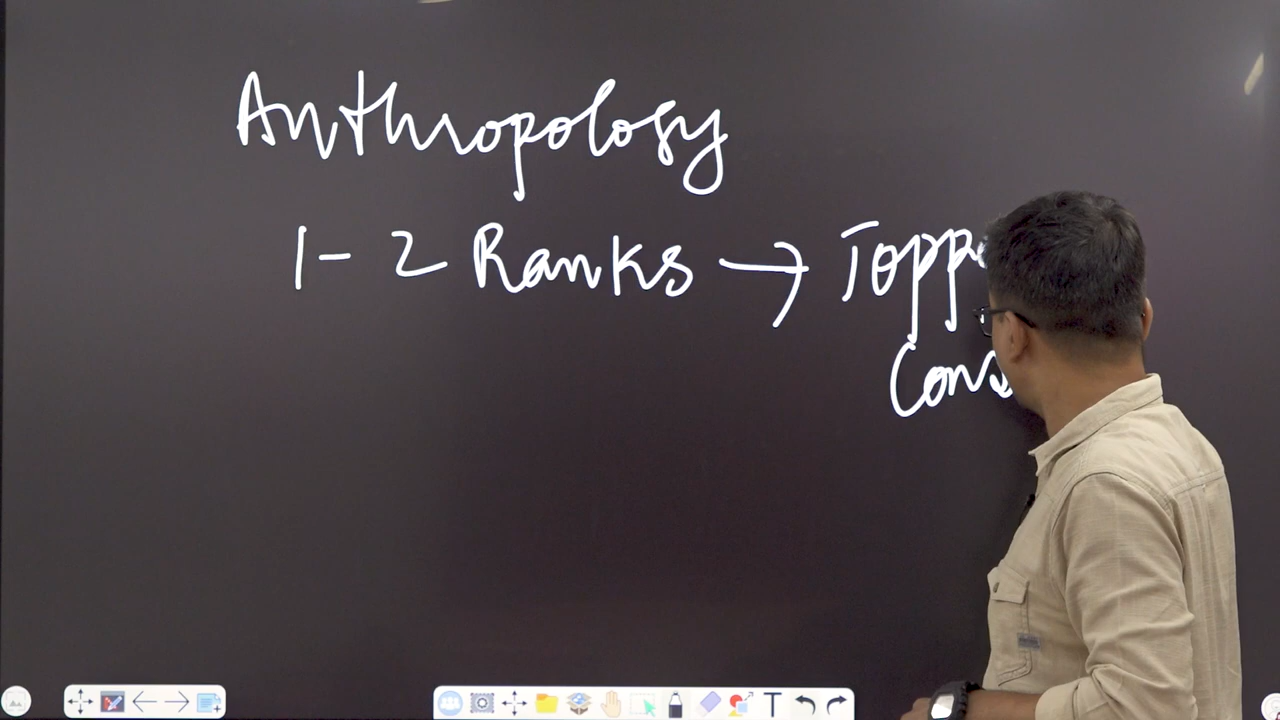 Anthropology
1 - 2 Ranks →